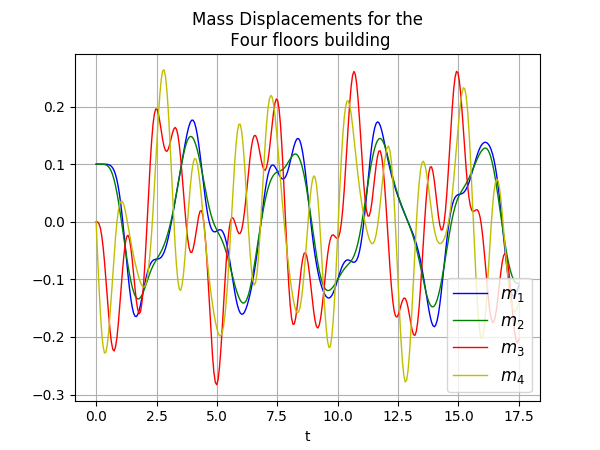 Mass Displacements for the
Four floors building
0.2
0.1
0.0
−0.1
−0.2
−0.3
0.0 2.5 5.0 7.5 10.0 12.5 15.0 17.5
t
m₁
m₂
m₃
m₄